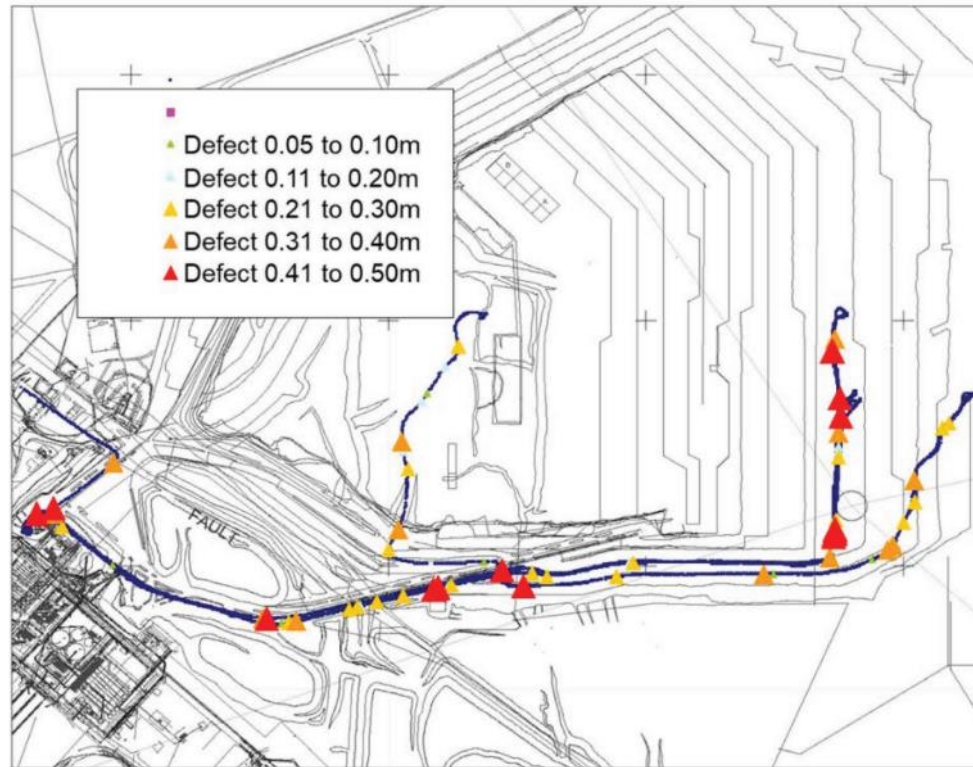 Defect 0.05 to 0.10m
Defect 0.11 to 0.20m
Defect 0.21 to 0.30m
Defect 0.31 to 0.40m
Defect 0.41 to 0.50m
FAULT